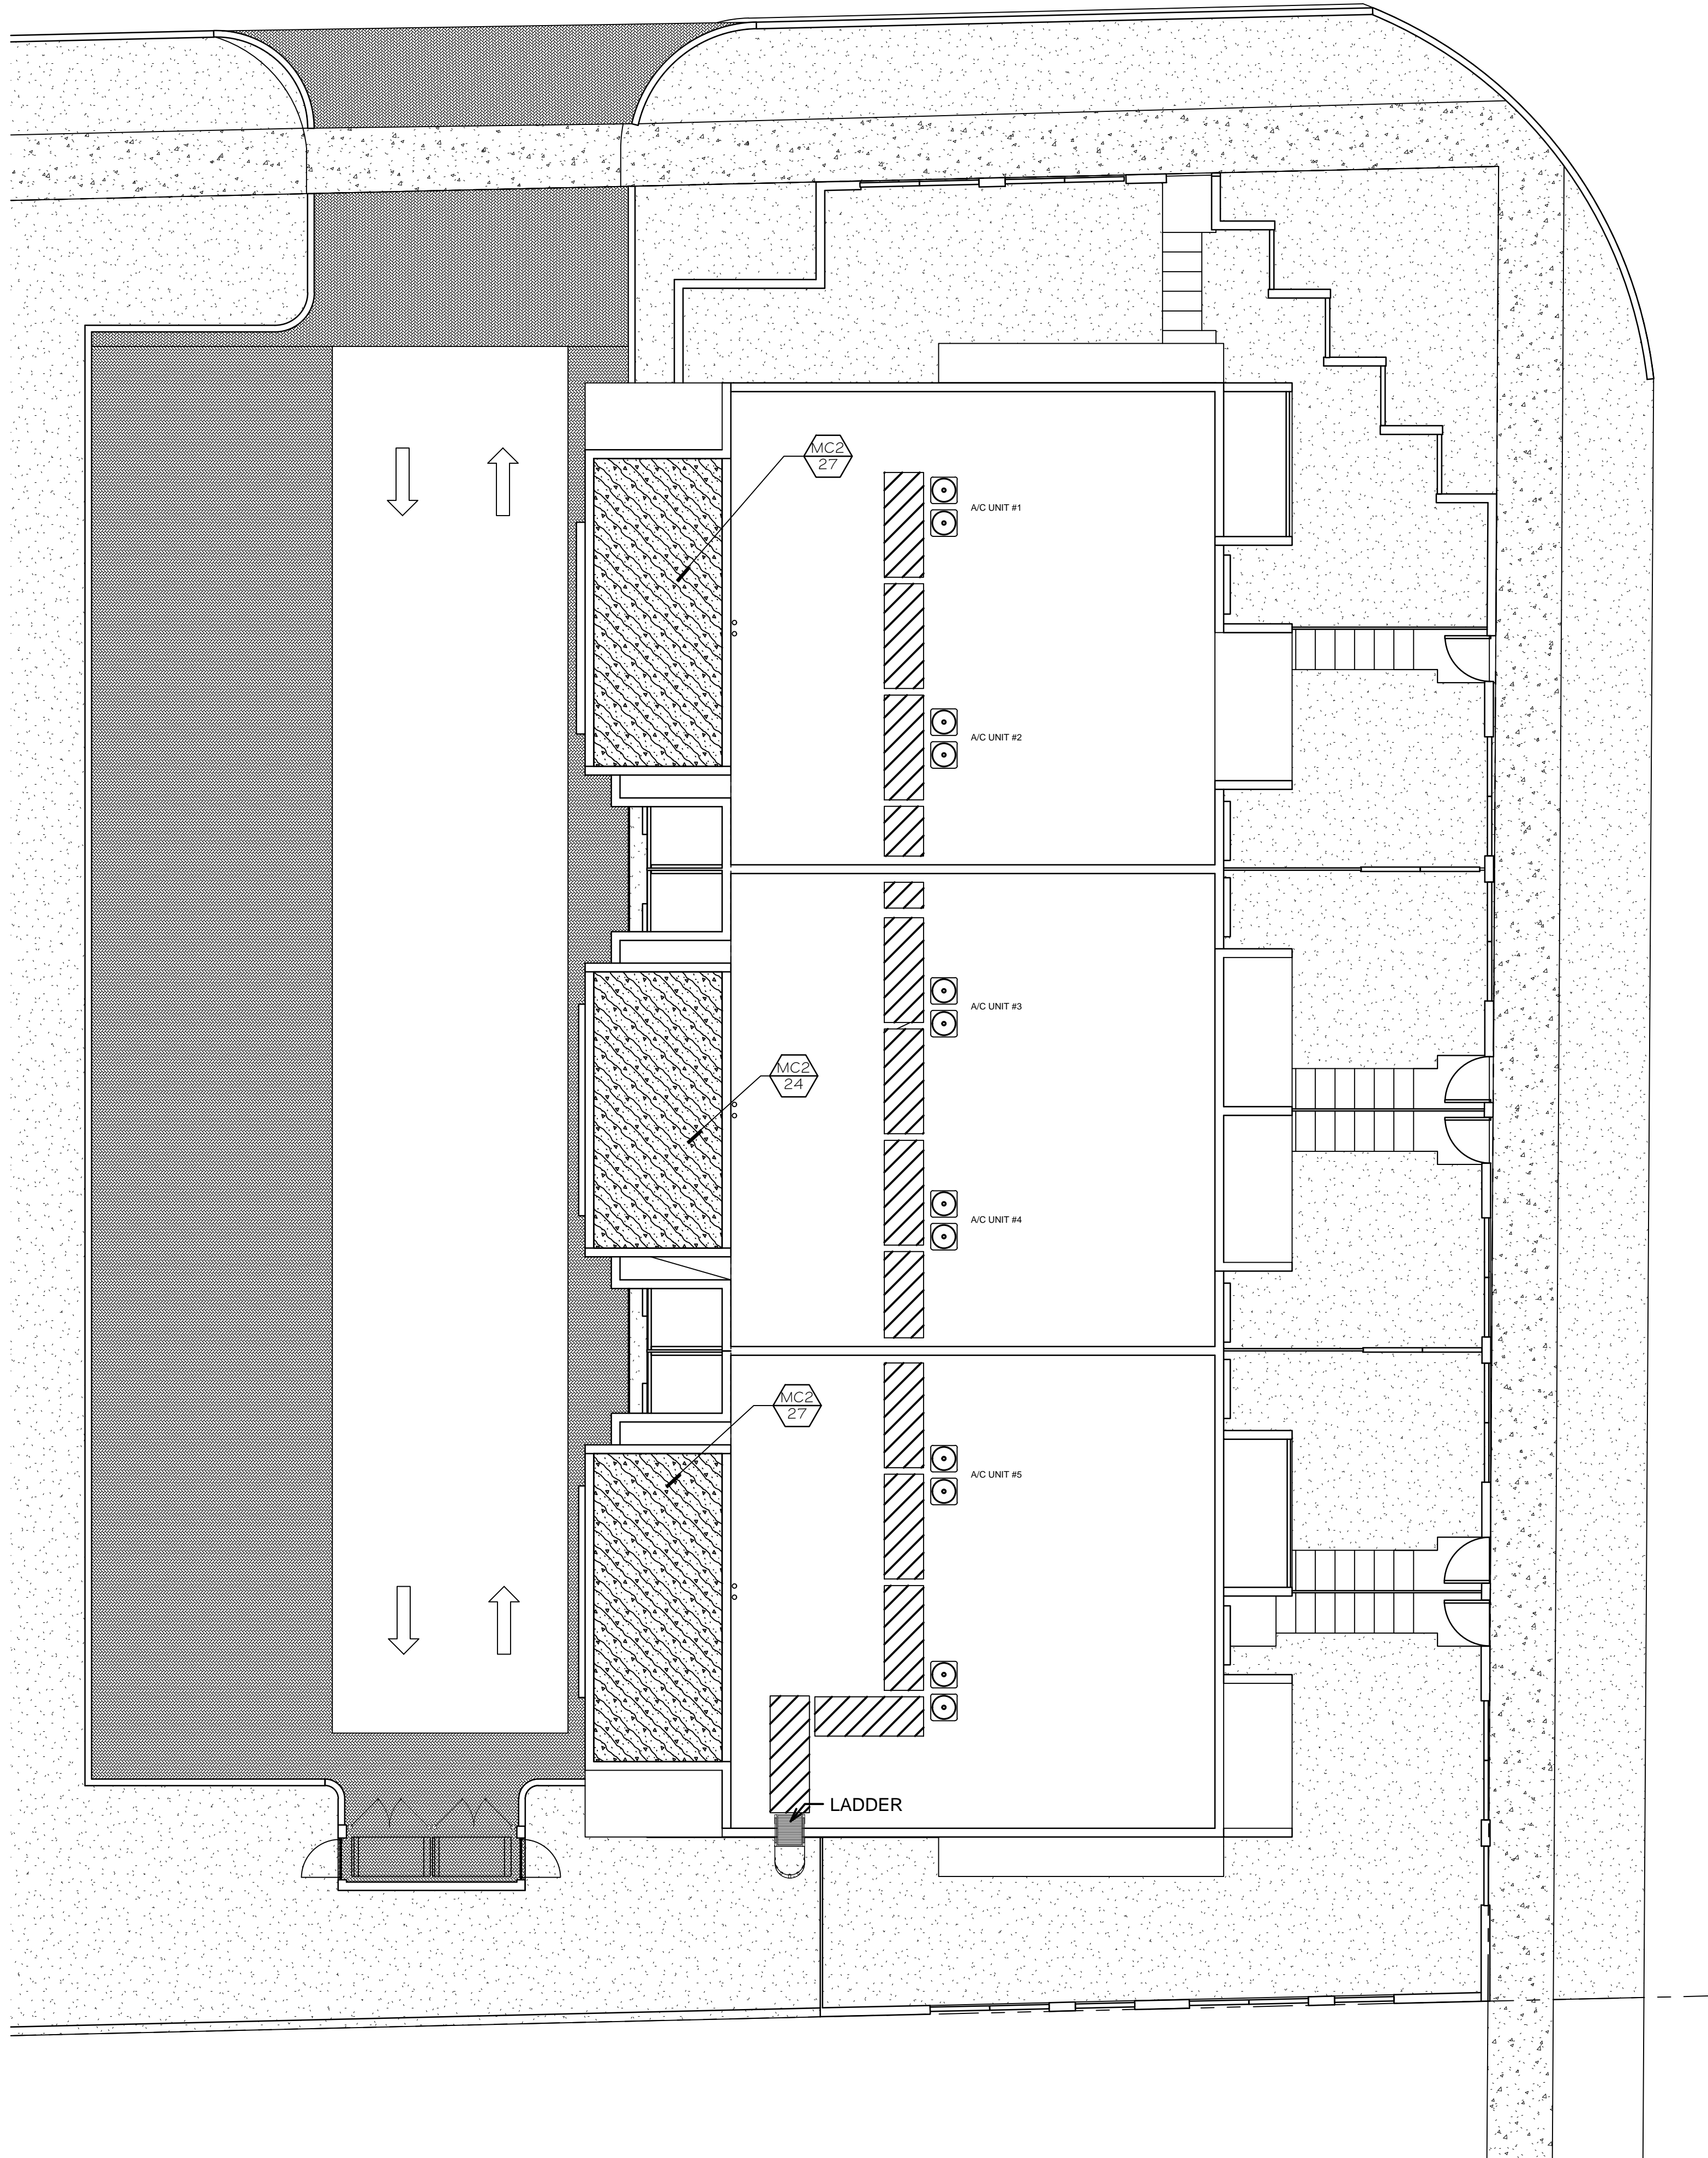 MC2
27
A/C UNIT #1
A/C UNIT #2
A/C UNIT #3
MC2
24
A/C UNIT #4
MC2
27
A/C UNIT #5
LADDER